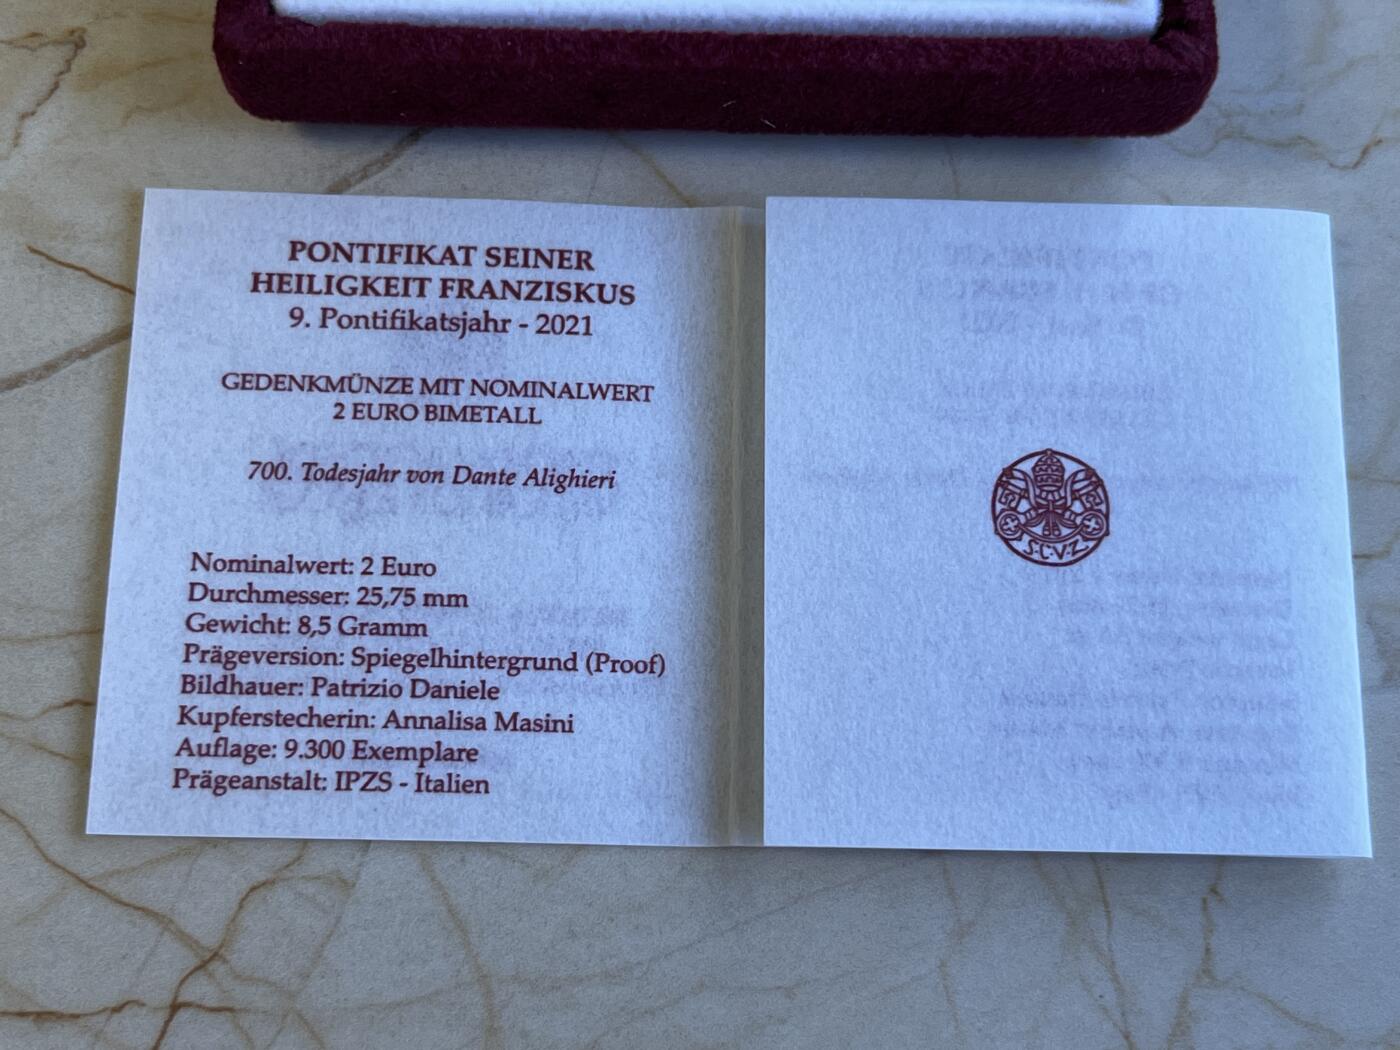 PONTIFIKAT SEINER
HEILIGKEIT FRANZISKUS
9. Pontifikatsjahr - 2021
GEDENKMÜNZE MIT NOMINALWERT
2 EURO BIMETALL
700. Todesjahr von Dante Alighieri
Nominalwert: 2 Euro
Durchmesser: 25,75 mm
Gewicht: 8,5 Gramm
Prägeversion: Spiegelhintergrund (Proof)
Bildhauer: Patrizio Daniele
Kupferstecherin: Annalisa Masini
Auflage: 9.300 Exemplare
Prägeanstalt: IPZS - Italien
S.C.V.Z.